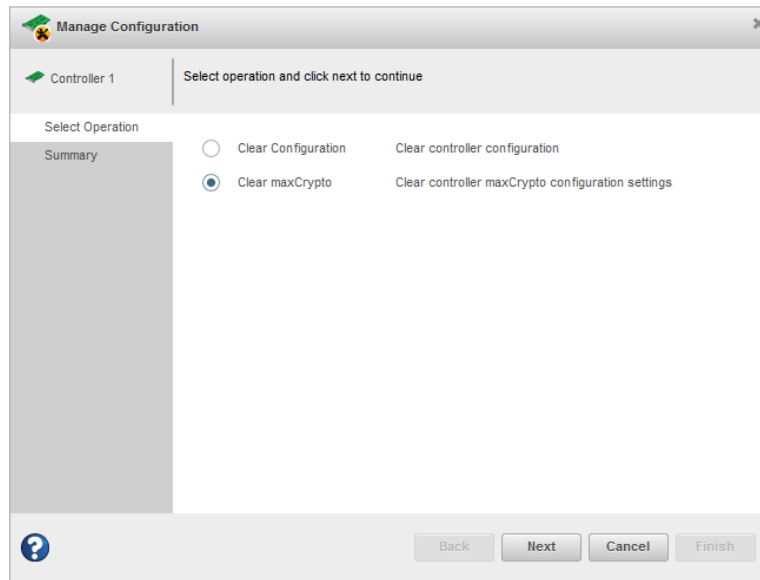 Manage Configuration
Controller 1
Select operation and click next to continue
Select Operation
Summary
Clear Configuration Clear controller configuration
Clear maxCrypto Clear controller maxCrypto configuration settings
Back Next Cancel Finish